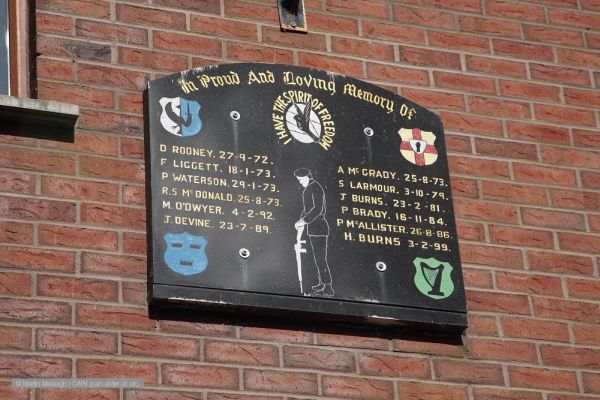 In Proud And Loving Memory Of
I HAVE THE SPIRIT OF FREEDOM
D ROONEY. 27-9-72.
F LIGGETT. 18-1-73.
P WATERSON. 29-1-73.
R.S McDONALD. 25-8-73
M. O'DWYER. 4-2-92.
J. DEVINE. 23-7-89.
A McGRADY. 25-8-73.
S LARMOUR. 3-10-79.
J BURNS. 23-2-81.
P BRADY. 16-11-84.
P McALLISTER. 26-8-86.
H. BURNS 3-2-99.
© Martin Melaugh / CAIN (cain.ulster.ac.uk)